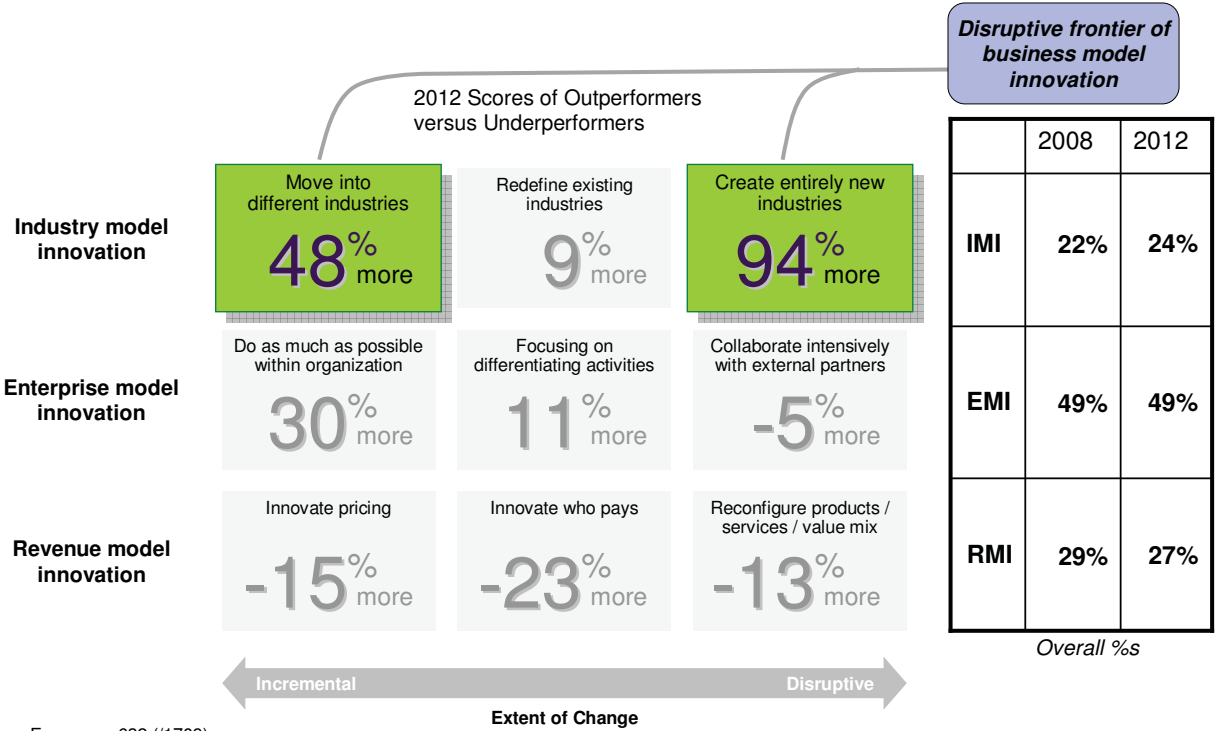 Disruptive frontier of
business model
innovation
2012 Scores of Outperformers
versus Underperformers
2008 2012
Industry model
innovation
Move into
different industries
48% more
Redefine existing
industries
9% more
Create entirely new
industries
94% more
IMI 22% 24%
Enterprise model
innovation
Do as much as possible
within organization
30% more
Focusing on
differentiating activities
11% more
Collaborate intensively
with external partners
-5% more
EMI 49% 49%
Revenue model
innovation
Innovate pricing
-15% more
Innovate who pays
-23% more
Reconfigure products /
services / value mix
-13% more
RMI 29% 27%
Overall %s
Incremental Disruptive
Extent of Change